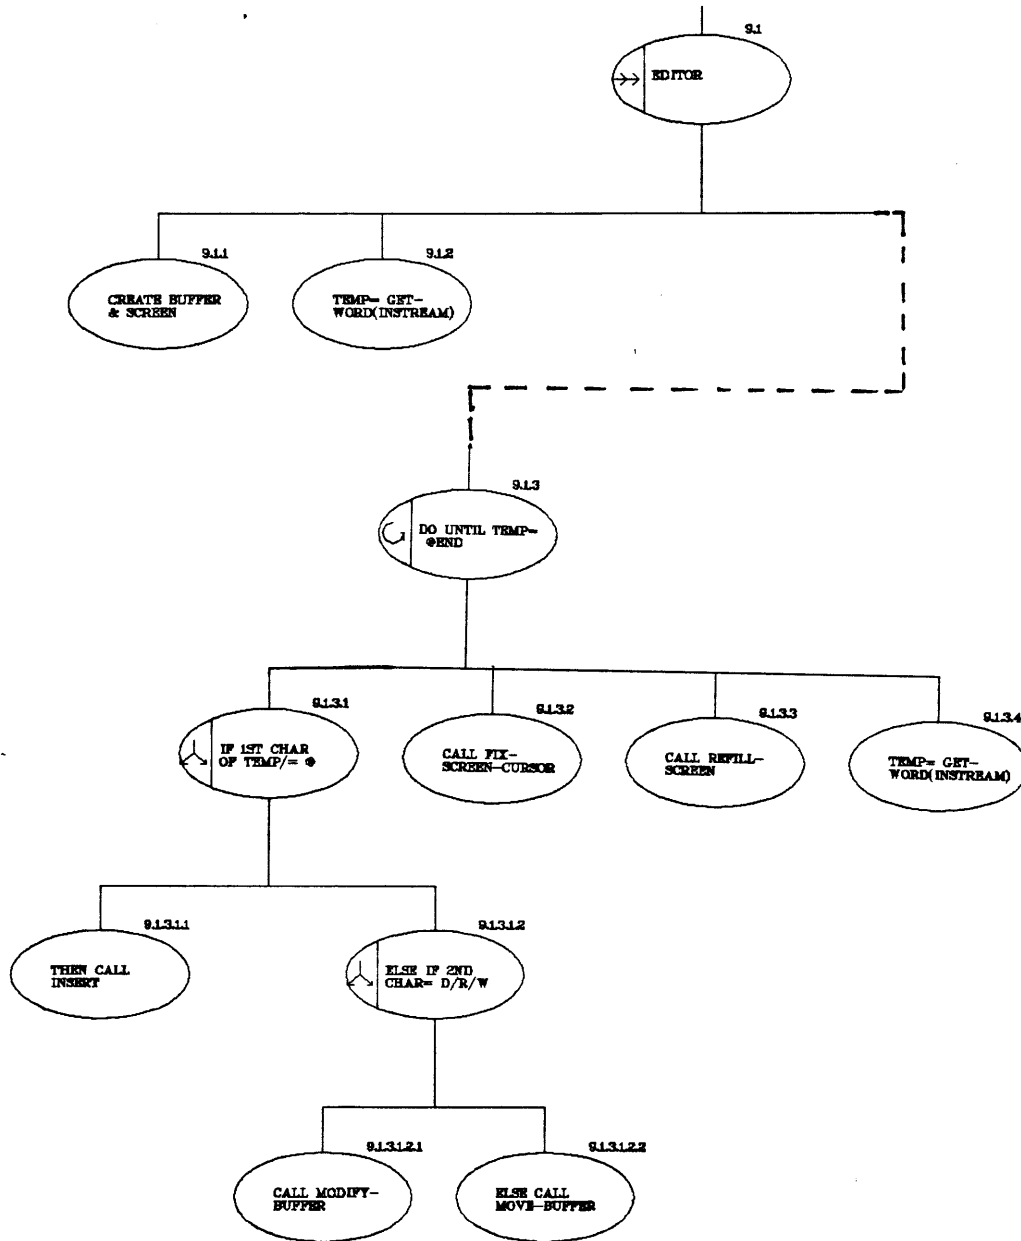 9.1
EDITOR
9.1.1
CREATE BUFFER
& SCREEN
9.1.2
TEMP= GET-
WORD(INSTREAM)
9.1.3
DO UNTIL TEMP=
@END
9.1.3.1
IF 1ST CHAR
OF TEMP/= @
9.1.3.2
CALL FIX-
SCREEN-CURSOR
9.1.3.3
CALL REFILL-
SCREEN
9.1.3.4
TEMP= GET-
WORD(INSTREAM)
9.1.3.1.1
THEN CALL
INSERT
9.1.3.1.2
ELSE IF 2ND
CHAR= D/R/W
9.1.3.1.2.1
CALL MODIFY-
BUFFER
9.1.3.1.2.2
ELSE CALL
MOVE-BUFFER